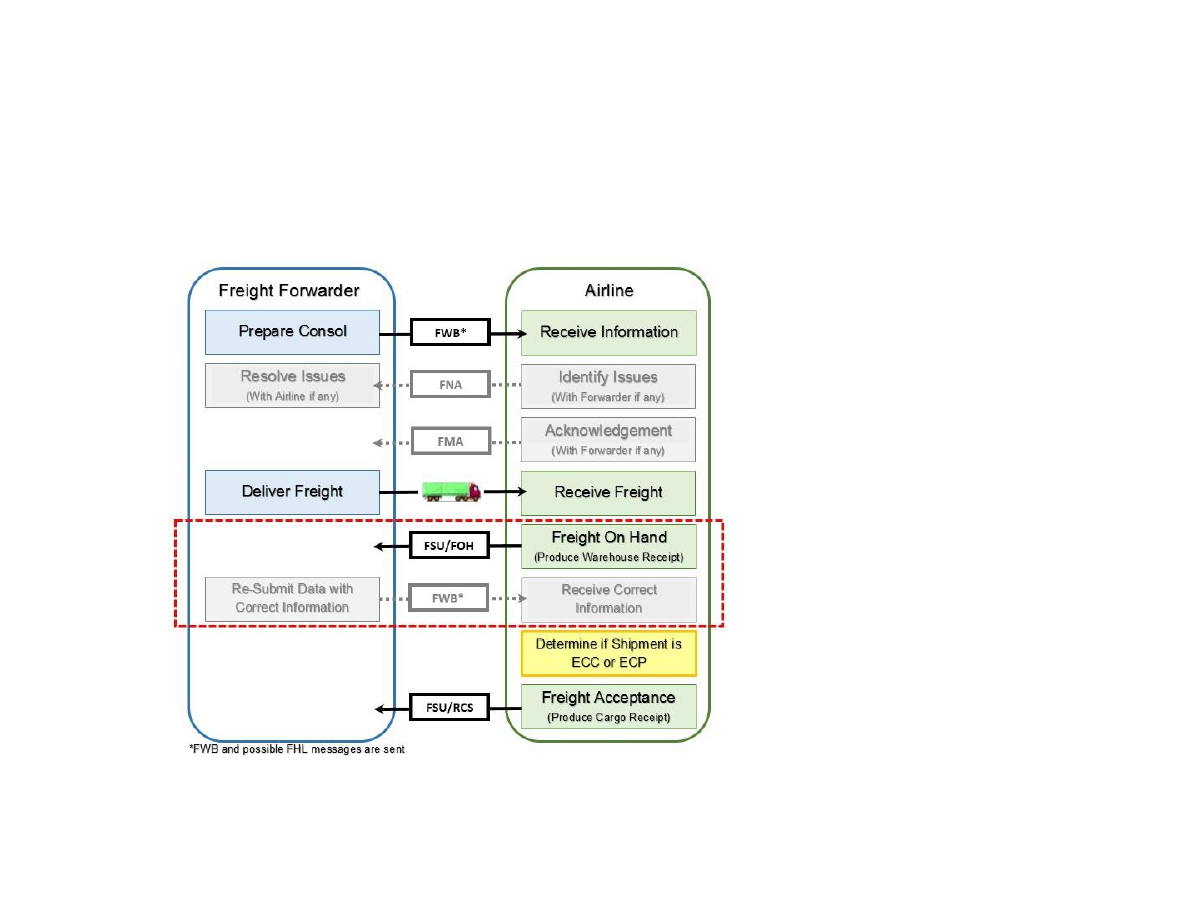 Freight Forwarder
Airline
Prepare Consol
FWB*
Receive Information
Resolve Issues
(With Airline if any)
FNA
Identify Issues
(With Forwarder if any)
FMA
Acknowledgement
(With Forwarder if any)
Deliver Freight
Receive Freight
FSU/FOH
Freight On Hand
(Produce Warehouse Receipt)
Re-Submit Data with
Correct Information
FWB*
Receive Correct
Information
Determine if Shipment is
ECC or ECP
FSU/RCS
Freight Acceptance
(Produce Cargo Receipt)
*FWB and possible FHL messages are sent